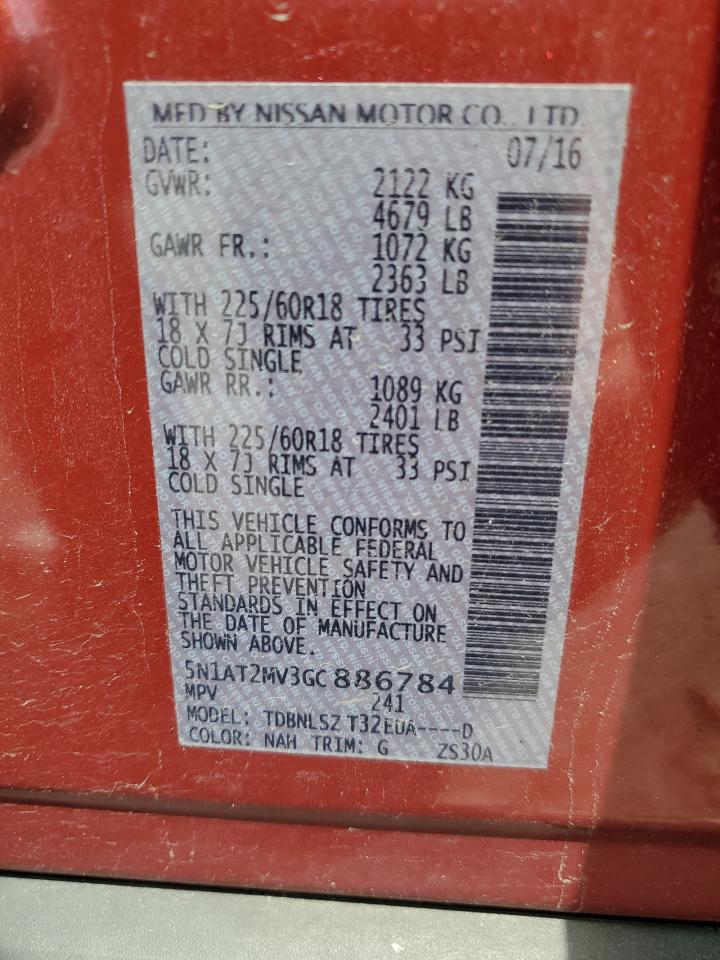 MFD BY NISSAN MOTOR CO., LTD.
DATE: 07/16
GVWR: 2122 KG
4679 LB
GAWR FR.: 1072 KG
2363 LB
WITH 225/60R18 TIRES
18 X 7J RIMS AT 33 PSI
COLD SINGLE
GAWR RR.: 1089 KG
2401 LB
WITH 225/60R18 TIRES
18 X 7J RIMS AT 33 PSI
COLD SINGLE
THIS VEHICLE CONFORMS TO
ALL APPLICABLE FEDERAL
MOTOR VEHICLE SAFETY AND
THEFT PREVENTION
STANDARDS IN EFFECT ON
THE DATE OF MANUFACTURE
SHOWN ABOVE.
5N1AT2MV3GC886784
MPV 241
MODEL: TDBNLSZ T32EUA----D
COLOR: NAH TRIM: G ZS30A